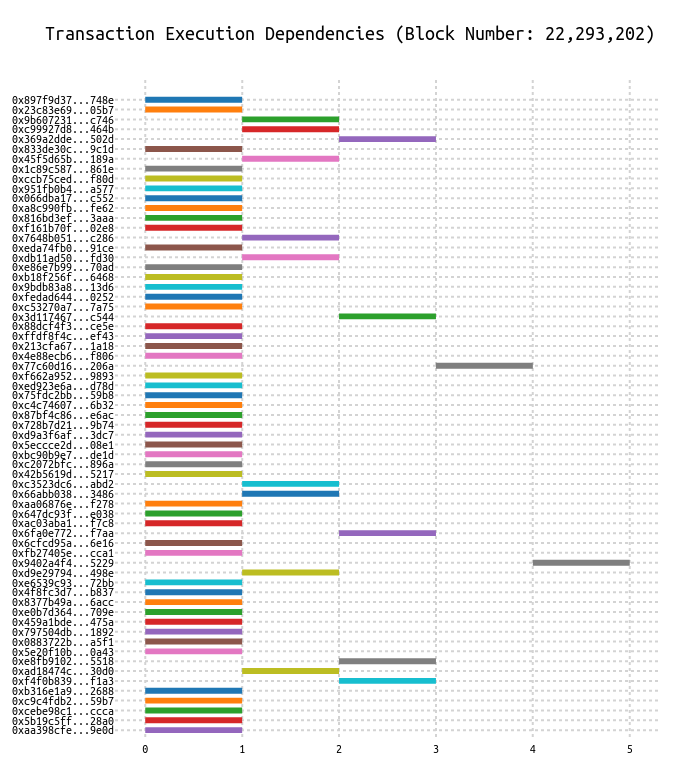 Transaction Execution Dependencies (Block Number: 22,293,202)
0x897f9d37...748e
0x23c83e69...05b7
0x9b607231...c746
0xc99927d8...464b
0x369a2dde...502d
0x833de30c...9c1d
0x45f5d65b...189a
0x1c89c587...861e
0xccb75ced...f80d
0x951fb0b4...a577
0x066dba17...c552
0xa8c990fb...fe62
0x816bd3ef...3aaa
0xf161b70f...02e8
0x7648b051...c286
0xeda74fb0...91ce
0xdb11ad50...fd30
0xe86e7b99...70ad
0xb18f256f...6468
0x9bdb83a8...13d6
0xfedad644...0252
0xc53270a7...7a75
0x3d117467...c544
0x88dcf4f3...ce5e
0xffdf8f4c...ef43
0x213cfa67...1a18
0x4e88ecb6...f806
0x77c60d16...206a
0xf662a952...9893
0xed923e6a...d78d
0x75fdc2bb...59b8
0xc4c74607...6b32
0x87bf4c86...e6ac
0x728b7d21...9b74
0xd9a3f6af...3dc7
0x5eccce2d...08e1
0xbc90b9e7...de1d
0xc2072bfc...896a
0x42b5619d...5217
0xc3523dc6...abd2
0x66abb038...3486
0xaa06876e...f278
0x647dc93f...e038
0xac03aba1...f7c8
0x6fa0e772...f7aa
0x6cfcd95a...6e16
0xfb27405e...cca1
0x9402a4f4...5229
0xd9e29794...498e
0xe6539c93...72bb
0x4f8fc3d7...b837
0x8377b49a...6acc
0xe0b7d364...709e
0x459a1bde...475a
0x797504db...1892
0x0883722b...a5f1
0x5e20f10b...0a43
0xe8fb9102...5518
0xad18474c...30d0
0xf4f0b839...f1a3
0xb316e1a9...2688
0xc9c4fdb2...59b7
0xcebe98c1...ccca
0x5b19c5ff...28a0
0xaa398cfe...9e0d
0 1 2 3 4 5